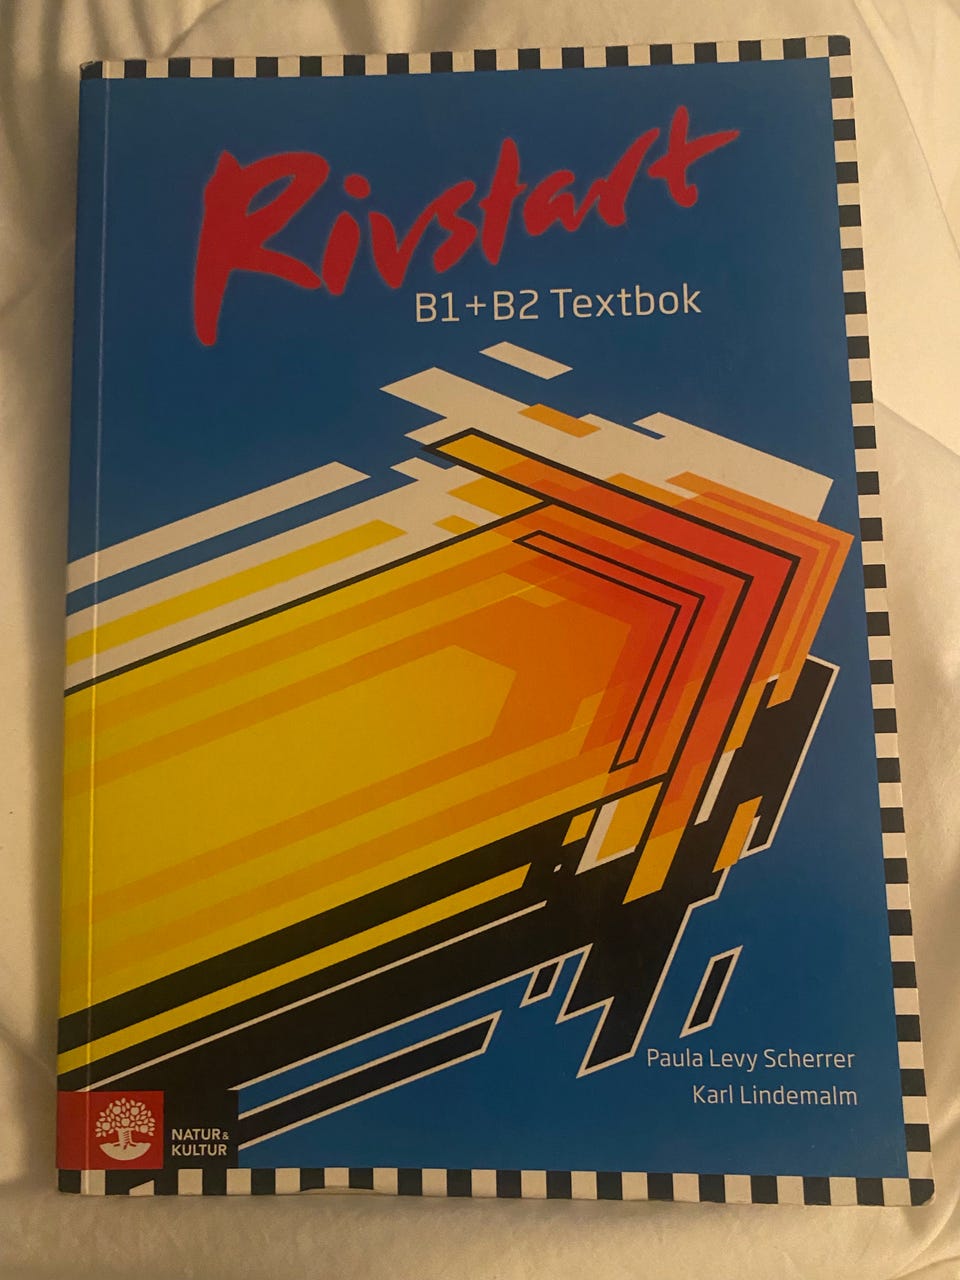 Rivstart
B1+B2 Textbok
Paula Levy Scherrer
Karl Lindemalm
NATUR &
KULTUR